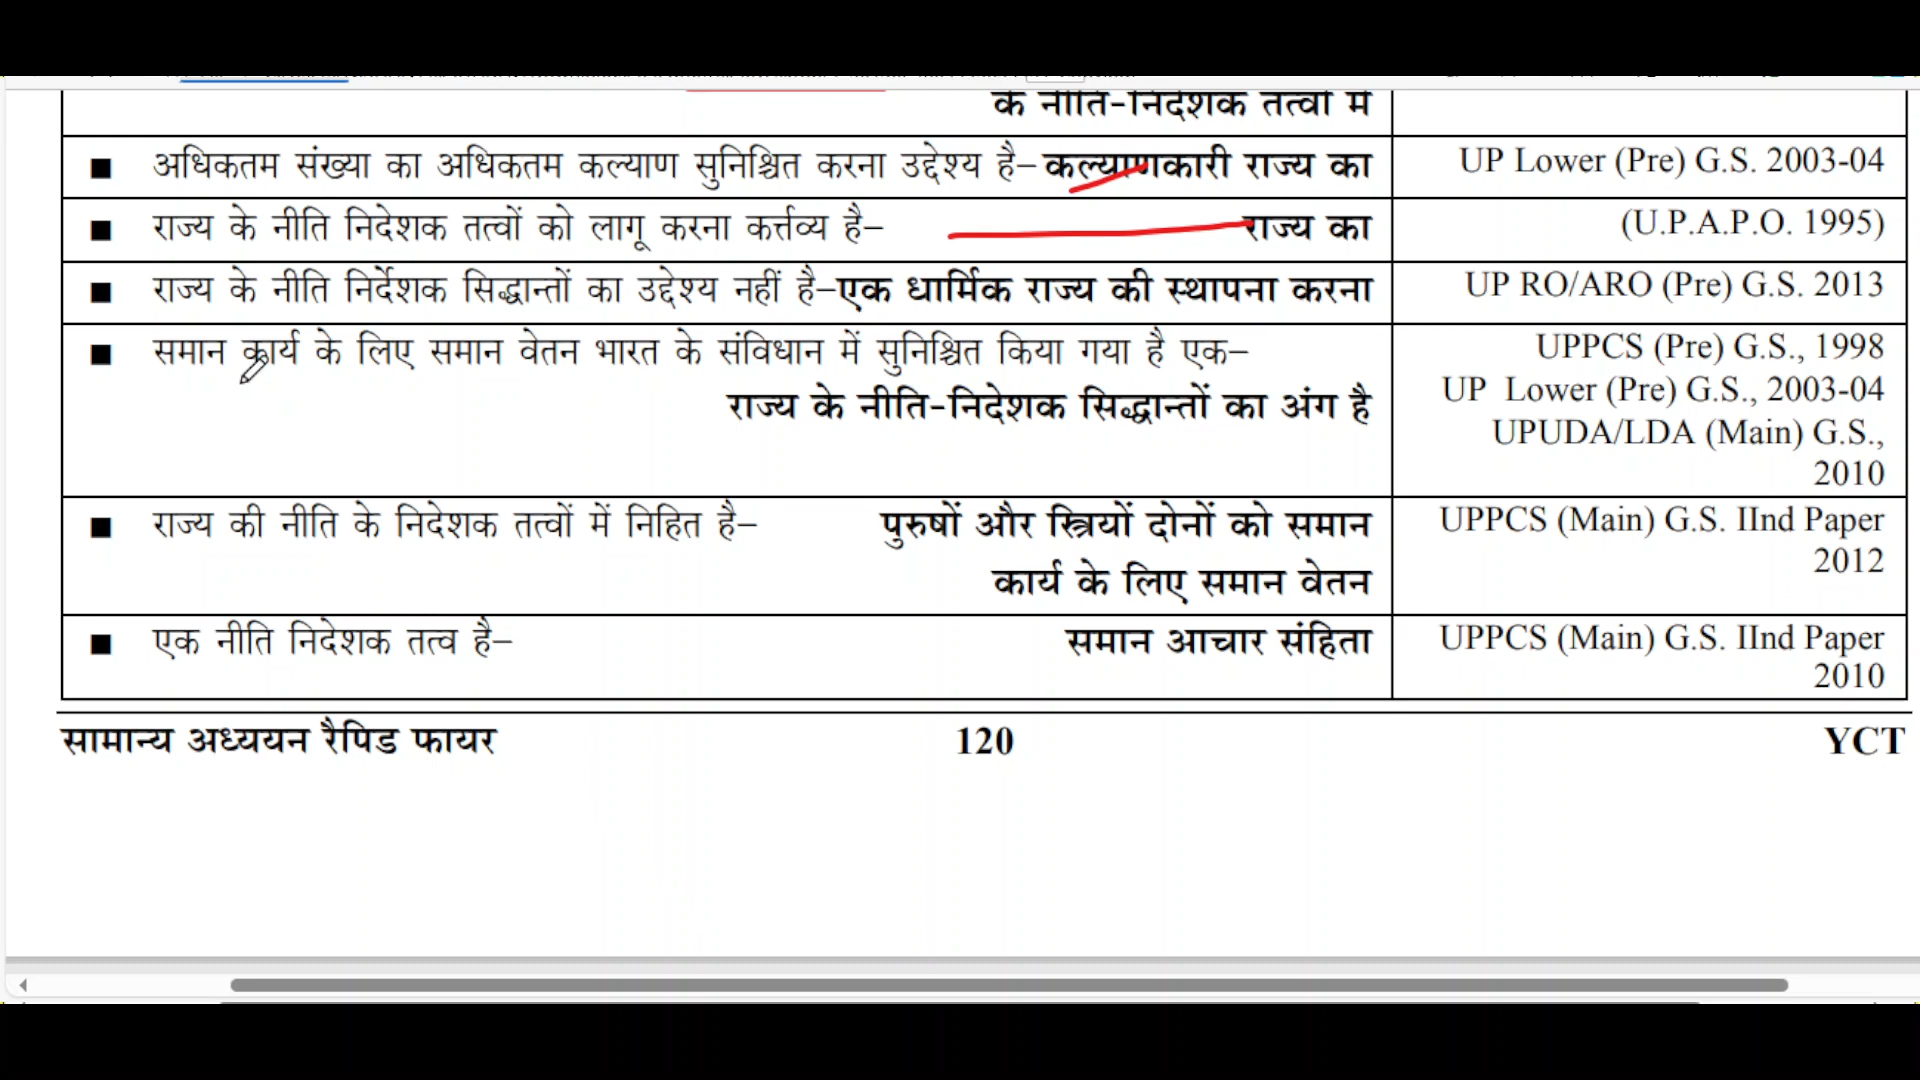 के नीति-निदेशक तत्वों में
■ अधिकतम संख्या का अधिकतम कल्याण सुनिश्चित करना उद्देश्य है– कल्याणकारी राज्य का
UP Lower (Pre) G.S. 2003-04
■ राज्य के नीति निदेशक तत्वों को लागू करना कर्त्तव्य है– राज्य का
(U.P.A.P.O. 1995)
■ राज्य के नीति निर्देशक सिद्धान्तों का उद्देश्य नहीं है–एक धार्मिक राज्य की स्थापना करना
UP RO/ARO (Pre) G.S. 2013
■ समान कार्य के लिए समान वेतन भारत के संविधान में सुनिश्चित किया गया है एक–
राज्य के नीति-निदेशक सिद्धान्तों का अंग है
UPPCS (Pre) G.S., 1998
UP Lower (Pre) G.S., 2003-04
UPUDA/LDA (Main) G.S.,
2010
■ राज्य की नीति के निदेशक तत्वों में निहित है– पुरुषों और स्त्रियों दोनों को समान
कार्य के लिए समान वेतन
UPPCS (Main) G.S. IInd Paper
2012
■ एक नीति निदेशक तत्व है– समान आचार संहिता
UPPCS (Main) G.S. IInd Paper
2010
सामान्य अध्ययन रैपिड फायर 120 YCT